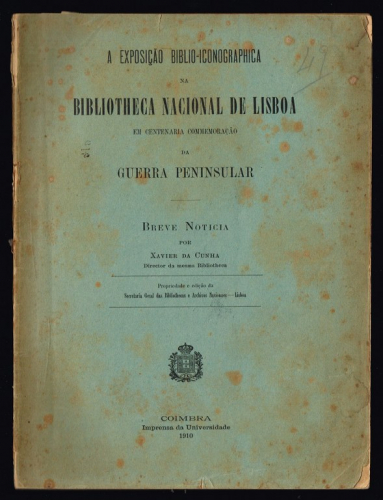 A EXPOSIÇÃO BIBLIO-ICONOGRAPHICA
NA
BIBLIOTHECA NACIONAL DE LISBOA
EM CENTENARIA COMMEMORAÇÃO
DA
GUERRA PENINSULAR
BREVE NOTICIA
POR
XAVIER DA CUNHA
Director da mesma Bibliotheca
Propriedade e edição da
Secretaria Geral das Bibliothecas e Archivos Nacionaes — Lisboa
COIMBRA
Imprensa da Universidade
1910